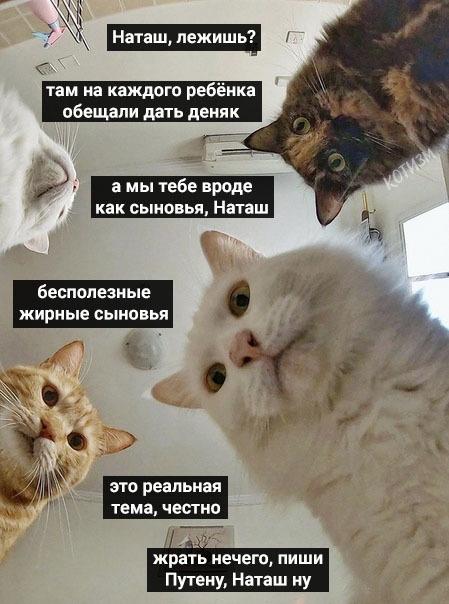 Наташ, лежишь?
там на каждого ребёнка
обещали дать деняк
а мы тебе вроде
как сыновья, Наташ
бесполезные
жирные сыновья
это реальная
тема, честно
жрать нечего, пиши
Путену, Наташ ну
КОТИЗМ